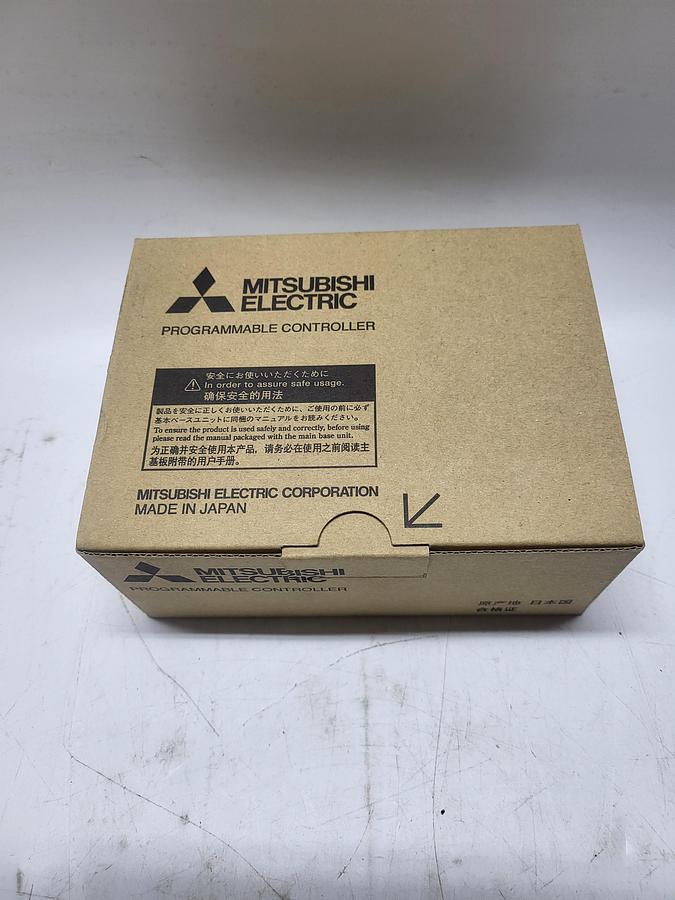 MITSUBISHI
ELECTRIC
PROGRAMMABLE CONTROLLER
安全にお使いいただくために
In order to assure safe usage.
确保安全的用法
製品を安全に正しくお使いいただくために、ご使用の前に必ず
基本ベースユニットに同梱のマニュアルをお読みください。
To ensure the product is used safely and correctly, before using
please read the manual packaged with the main base unit.
为正确并安全使用本产品，请务必在使用之前阅读主
基板附带的用户手册。
MITSUBISHI ELECTRIC CORPORATION
MADE IN JAPAN
MITSUBISHI
ELECTRIC
PROGRAMMABLE CONTROLLER
原产地 日本国
合格证